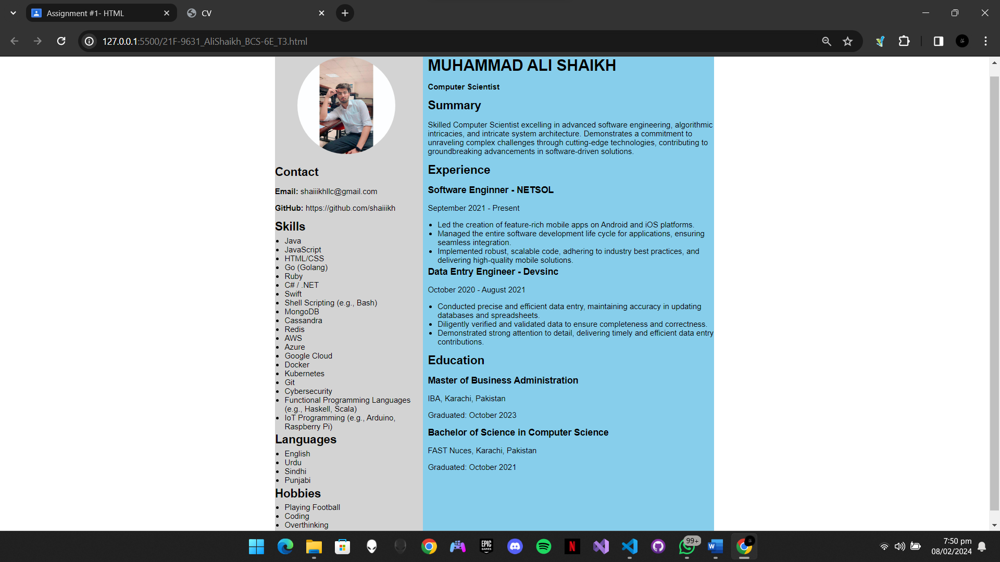 Assignment #1- HTML
CV
127.0.0.1:5500/21F-9631_AliShaikh_BCS-6E_T3.html
Contact
Email: shaiiikhllc@gmail.com
GitHub: https://github.com/shaiiikh
Skills
Java
JavaScript
HTML/CSS
Go (Golang)
Ruby
C# / .NET
Swift
Shell Scripting (e.g., Bash)
MongoDB
Cassandra
Redis
AWS
Azure
Google Cloud
Docker
Kubernetes
Git
Cybersecurity
Functional Programming Languages
(e.g., Haskell, Scala)
IoT Programming (e.g., Arduino,
Raspberry Pi)
Languages
English
Urdu
Sindhi
Punjabi
Hobbies
Playing Football
Coding
Overthinking
MUHAMMAD ALI SHAIKH
Computer Scientist
Summary
Skilled Computer Scientist excelling in advanced software engineering, algorithmic
intricacies, and intricate system architecture. Demonstrates a commitment to
unraveling complex challenges through cutting-edge technologies, contributing to
groundbreaking advancements in software-driven solutions.
Experience
Software Enginner - NETSOL
September 2021 - Present
Led the creation of feature-rich mobile apps on Android and iOS platforms.
Managed the entire software development life cycle for applications, ensuring
seamless integration.
Implemented robust, scalable code, adhering to industry best practices, and
delivering high-quality mobile solutions.
Data Entry Engineer - Devsinc
October 2020 - August 2021
Conducted precise and efficient data entry, maintaining accuracy in updating
databases and spreadsheets.
Diligently verified and validated data to ensure completeness and correctness.
Demonstrated strong attention to detail, delivering timely and efficient data entry
contributions.
Education
Master of Business Administration
IBA, Karachi, Pakistan
Graduated: October 2023
Bachelor of Science in Computer Science
FAST Nuces, Karachi, Pakistan
Graduated: October 2021
EPIC
GAMES
N
99+
W
7:50 pm
08/02/2024